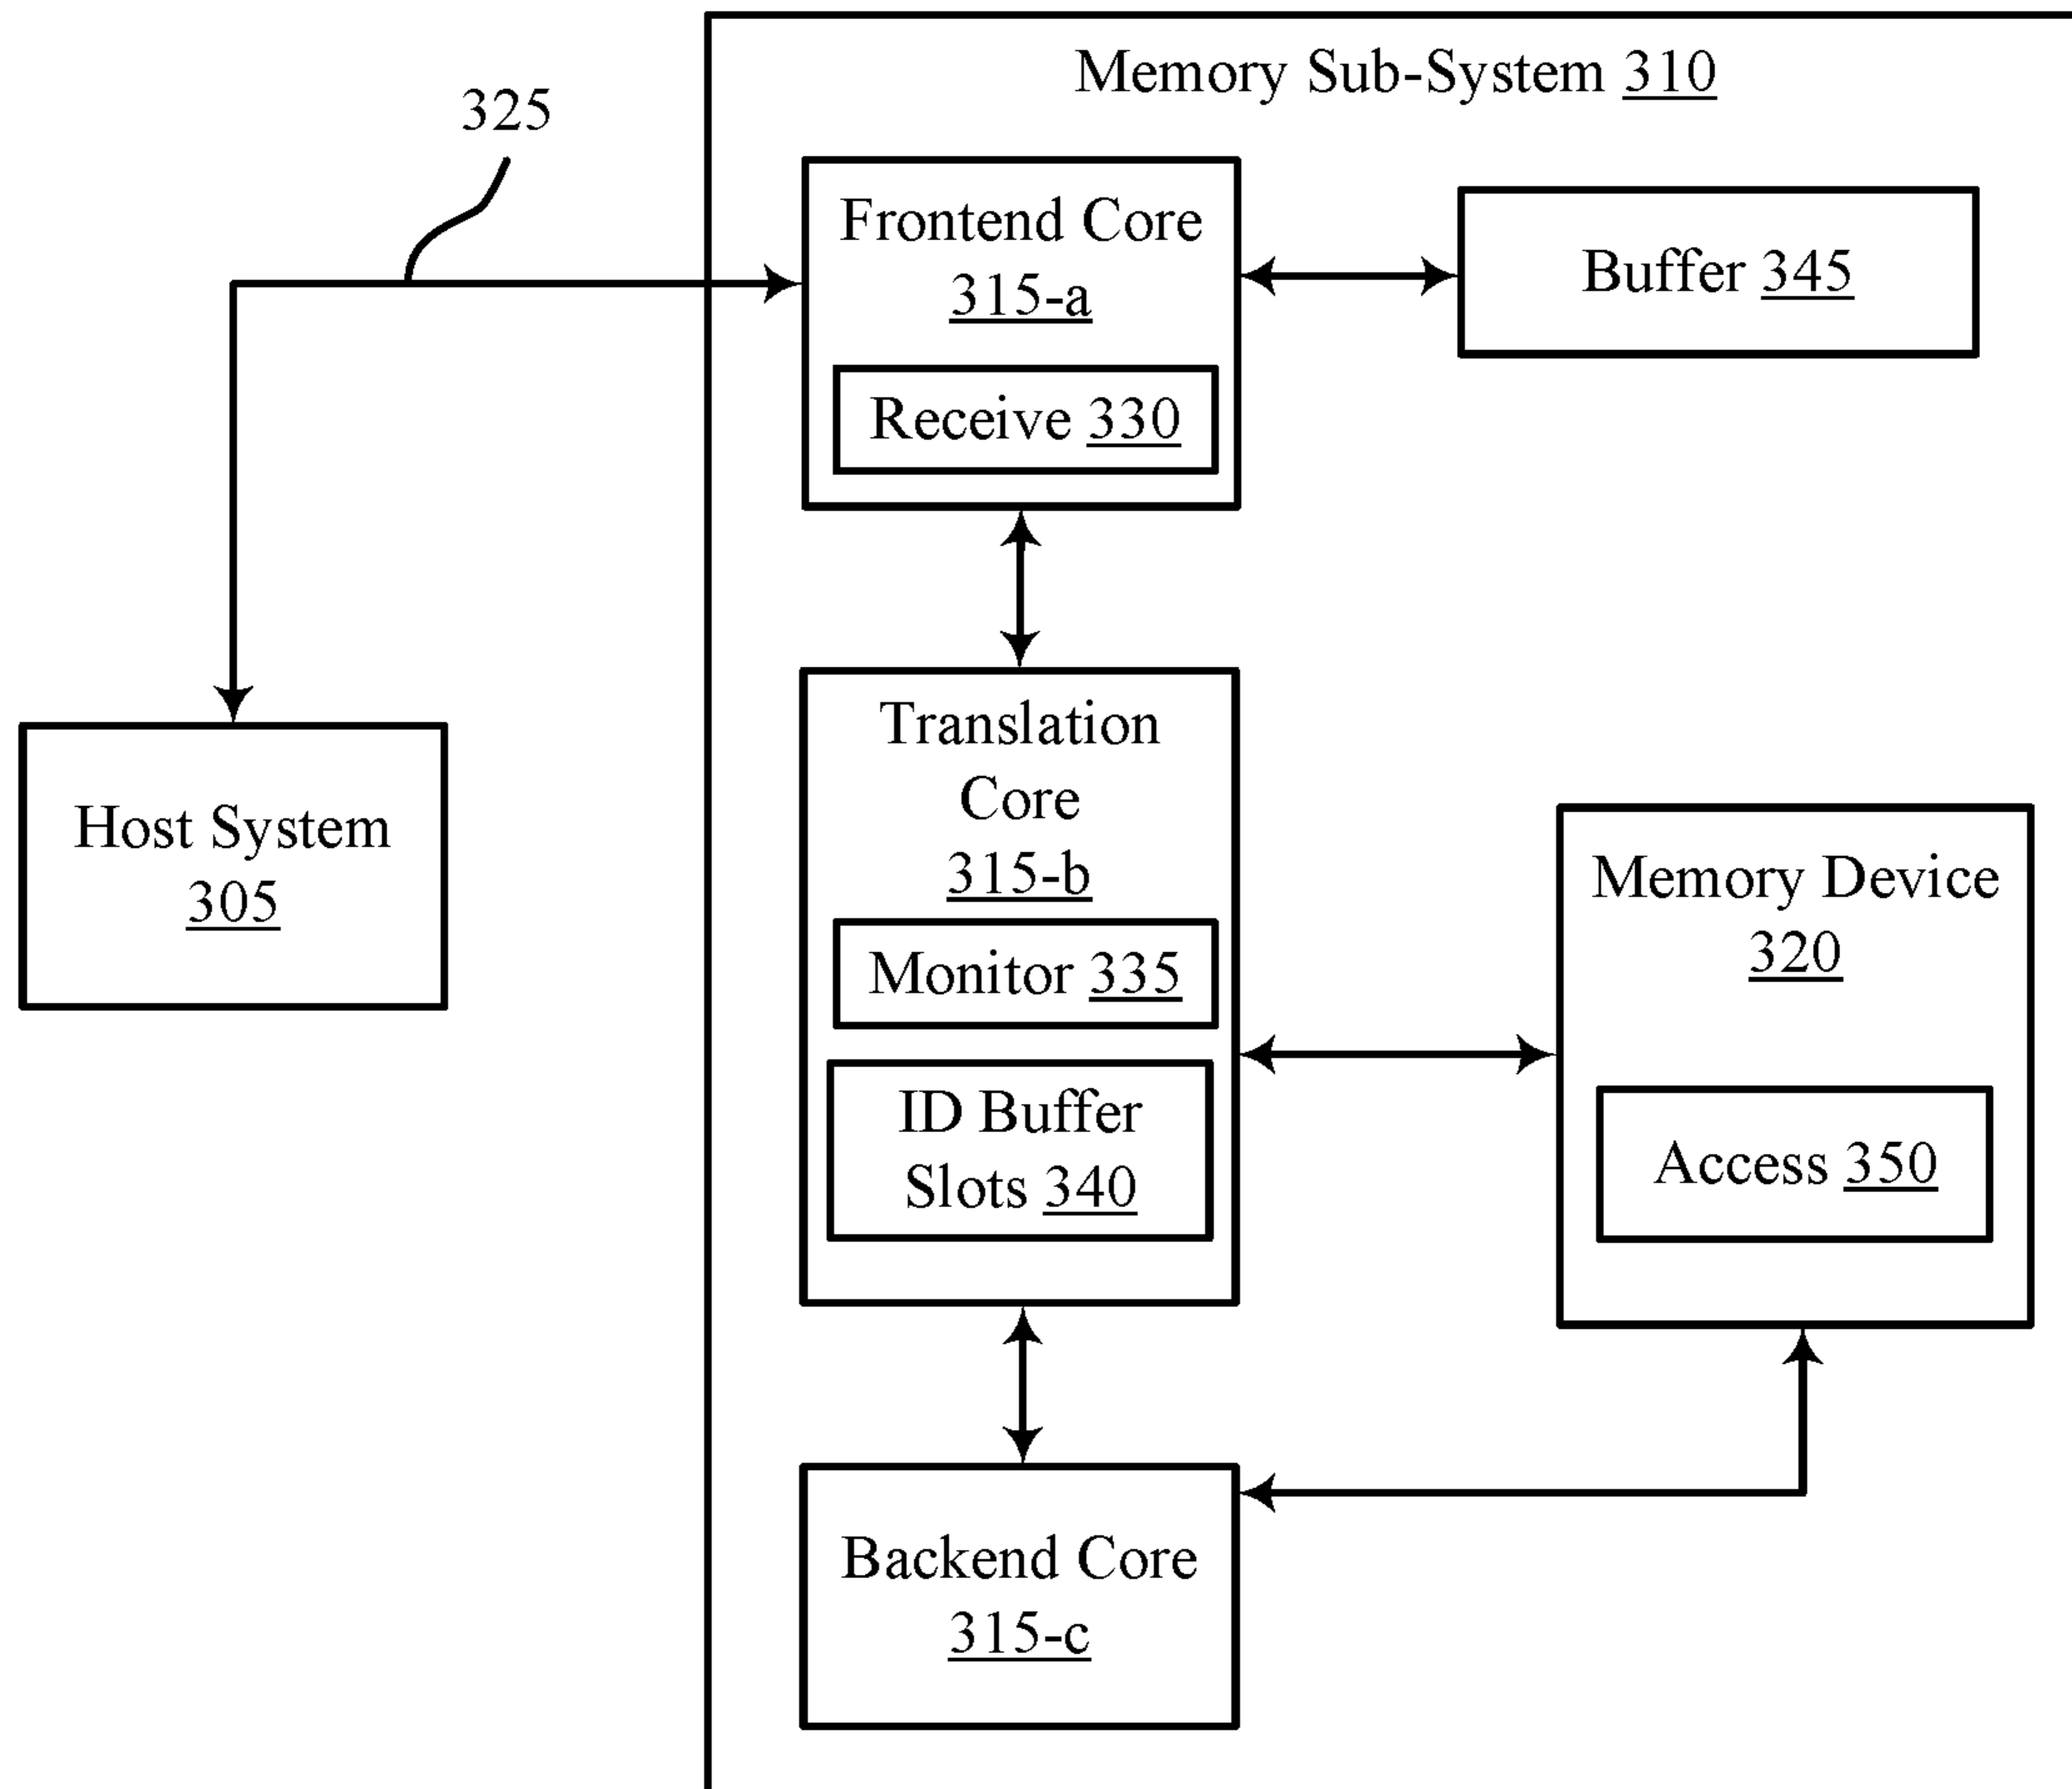 Memory Sub-System 310
325
Frontend Core
315-a
Receive 330
Buffer 345
Translation
Core
315-b
Monitor 335
ID Buffer
Slots 340
Host System
305
Memory Device
320
Access 350
Backend Core
315-c